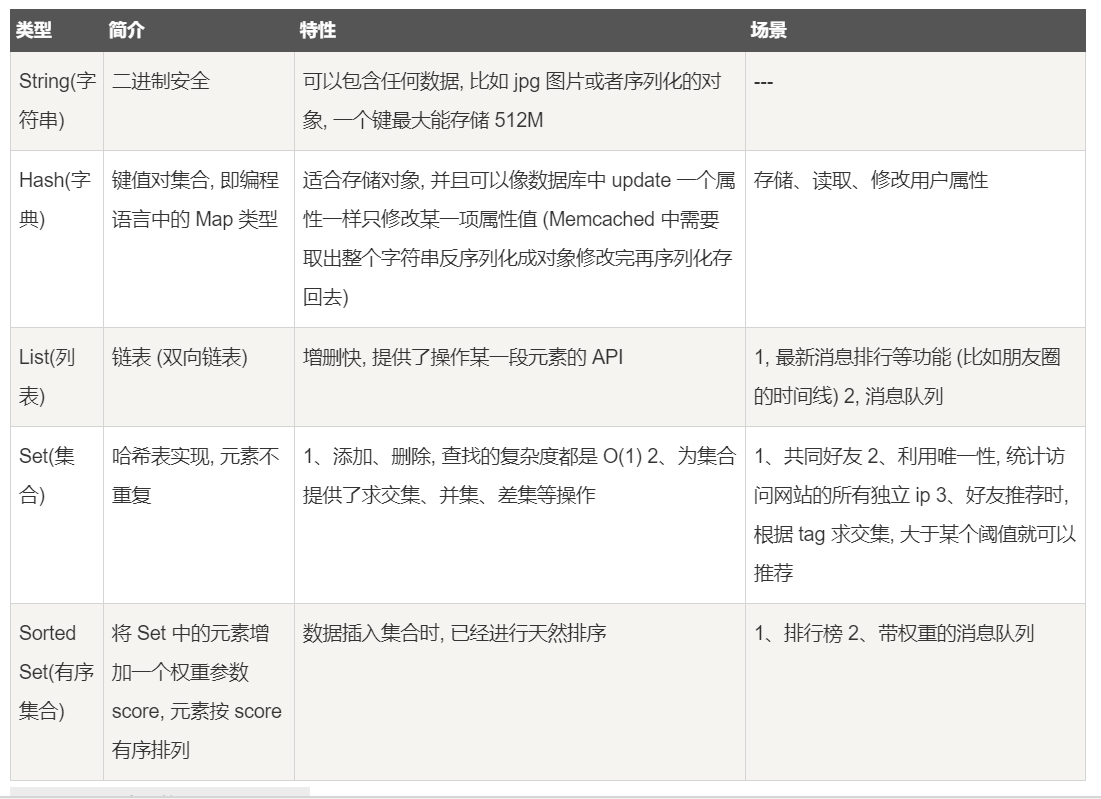 类型 简介 特性 场景
String(字
符串)
二进制安全
可以包含任何数据, 比如 jpg 图片或者序列化的对
象, 一个键最大能存储 512M
---
Hash(字
典)
键值对集合, 即编程
语言中的 Map 类型
适合存储对象, 并且可以像数据库中 update 一个属
性一样只修改某一项属性值 (Memcached 中需要
取出整个字符串反序列化成对象修改完再序列化存
回去)
存储、读取、修改用户属性
List(列
表)
链表 (双向链表)
增删快, 提供了操作某一段元素的 API
1, 最新消息排行等功能 (比如朋友圈
的时间线) 2, 消息队列
Set(集
合)
哈希表实现, 元素不
重复
1、添加、删除, 查找的复杂度都是 O(1) 2、为集合
提供了求交集、并集、差集等操作
1、共同好友 2、利用唯一性, 统计访
问网站的所有独立 ip 3、好友推荐时,
根据 tag 求交集, 大于某个阈值就可以
推荐
Sorted
Set(有序
集合)
将 Set 中的元素增
加一个权重参数
score, 元素按 score
有序排列
数据插入集合时, 已经进行天然排序
1、排行榜 2、带权重的消息队列